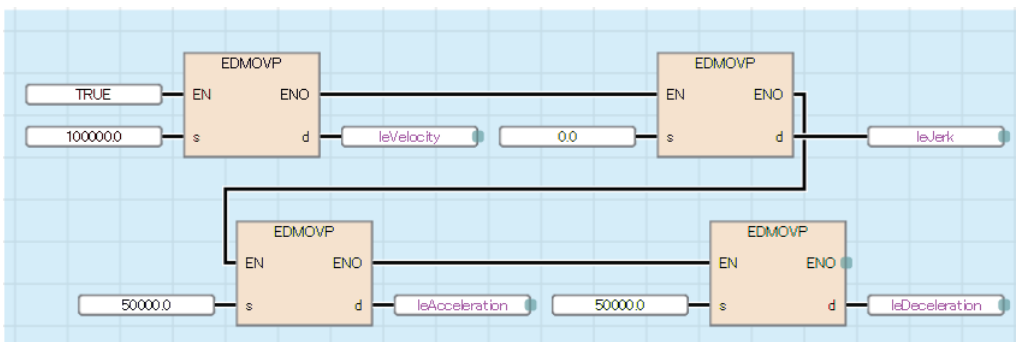 EDMOVP EDMOVP
TRUE EN ENO EN ENO
100000.0 s d leVelocity 0.0 s d leJerk
EDMOVP EDMOVP
EN ENO EN ENO
50000.0 s d leAcceleration 50000.0 s d leDeceleration